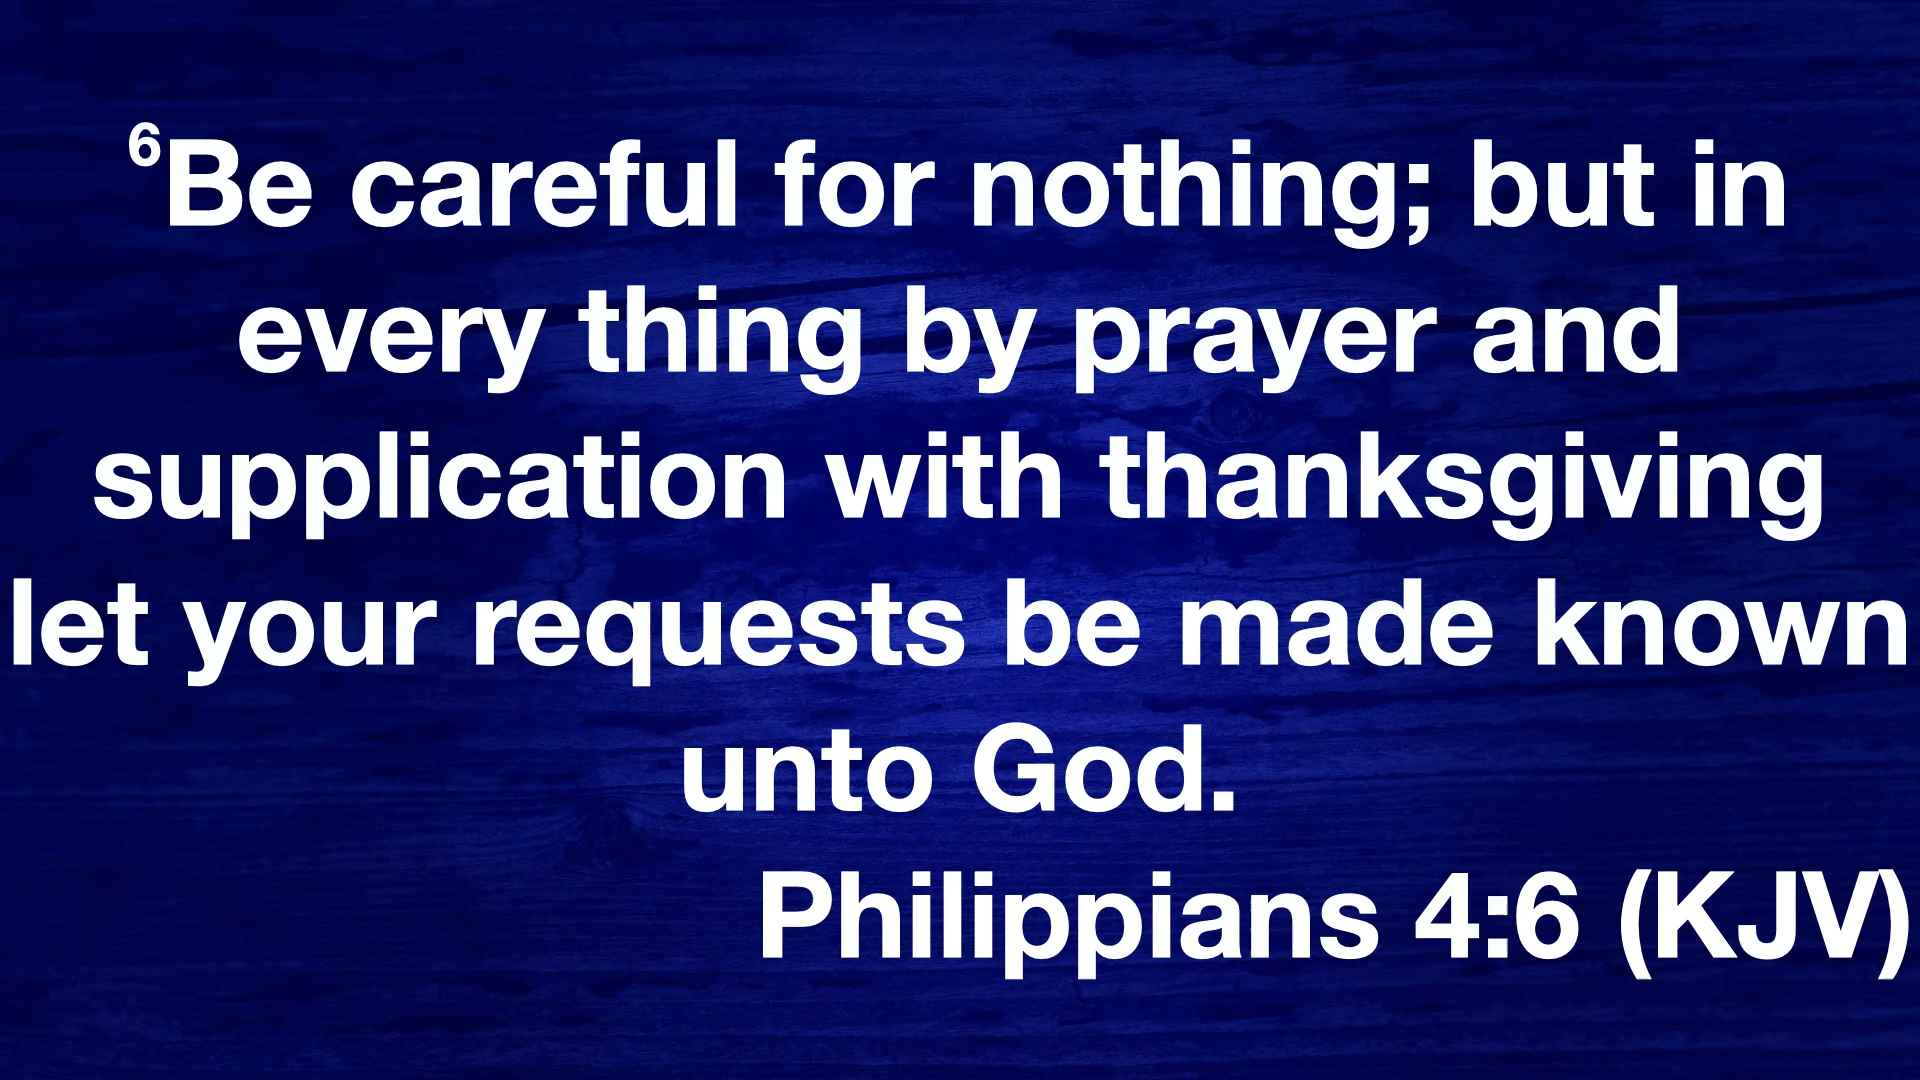 ⁶Be careful for nothing; but in
every thing by prayer and
supplication with thanksgiving
let your requests be made known
unto God.
Philippians 4:6 (KJV)